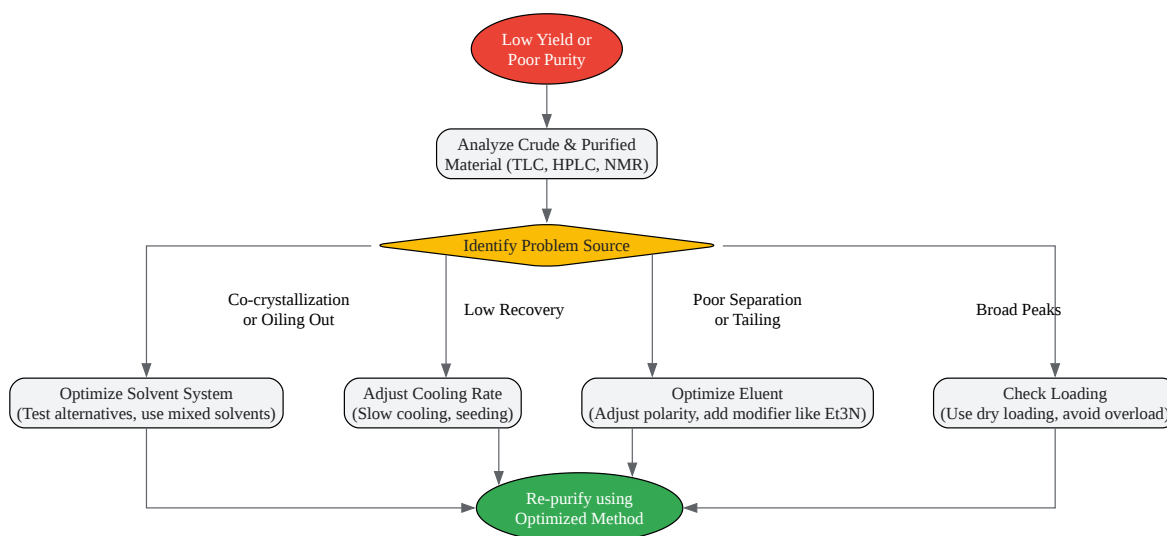 Low Yield or
Poor Purity
Analyze Crude & Purified
Material (TLC, HPLC, NMR)
Identify Problem Source
Co-crystallization
or Oiling Out
Low Recovery
Poor Separation
or Tailing
Broad Peaks
Optimize Solvent System
(Test alternatives, use mixed solvents)
Adjust Cooling Rate
(Slow cooling, seeding)
Optimize Eluent
(Adjust polarity, add modifier like Et3N)
Check Loading
(Use dry loading, avoid overload)
Re-purify using
Optimized Method